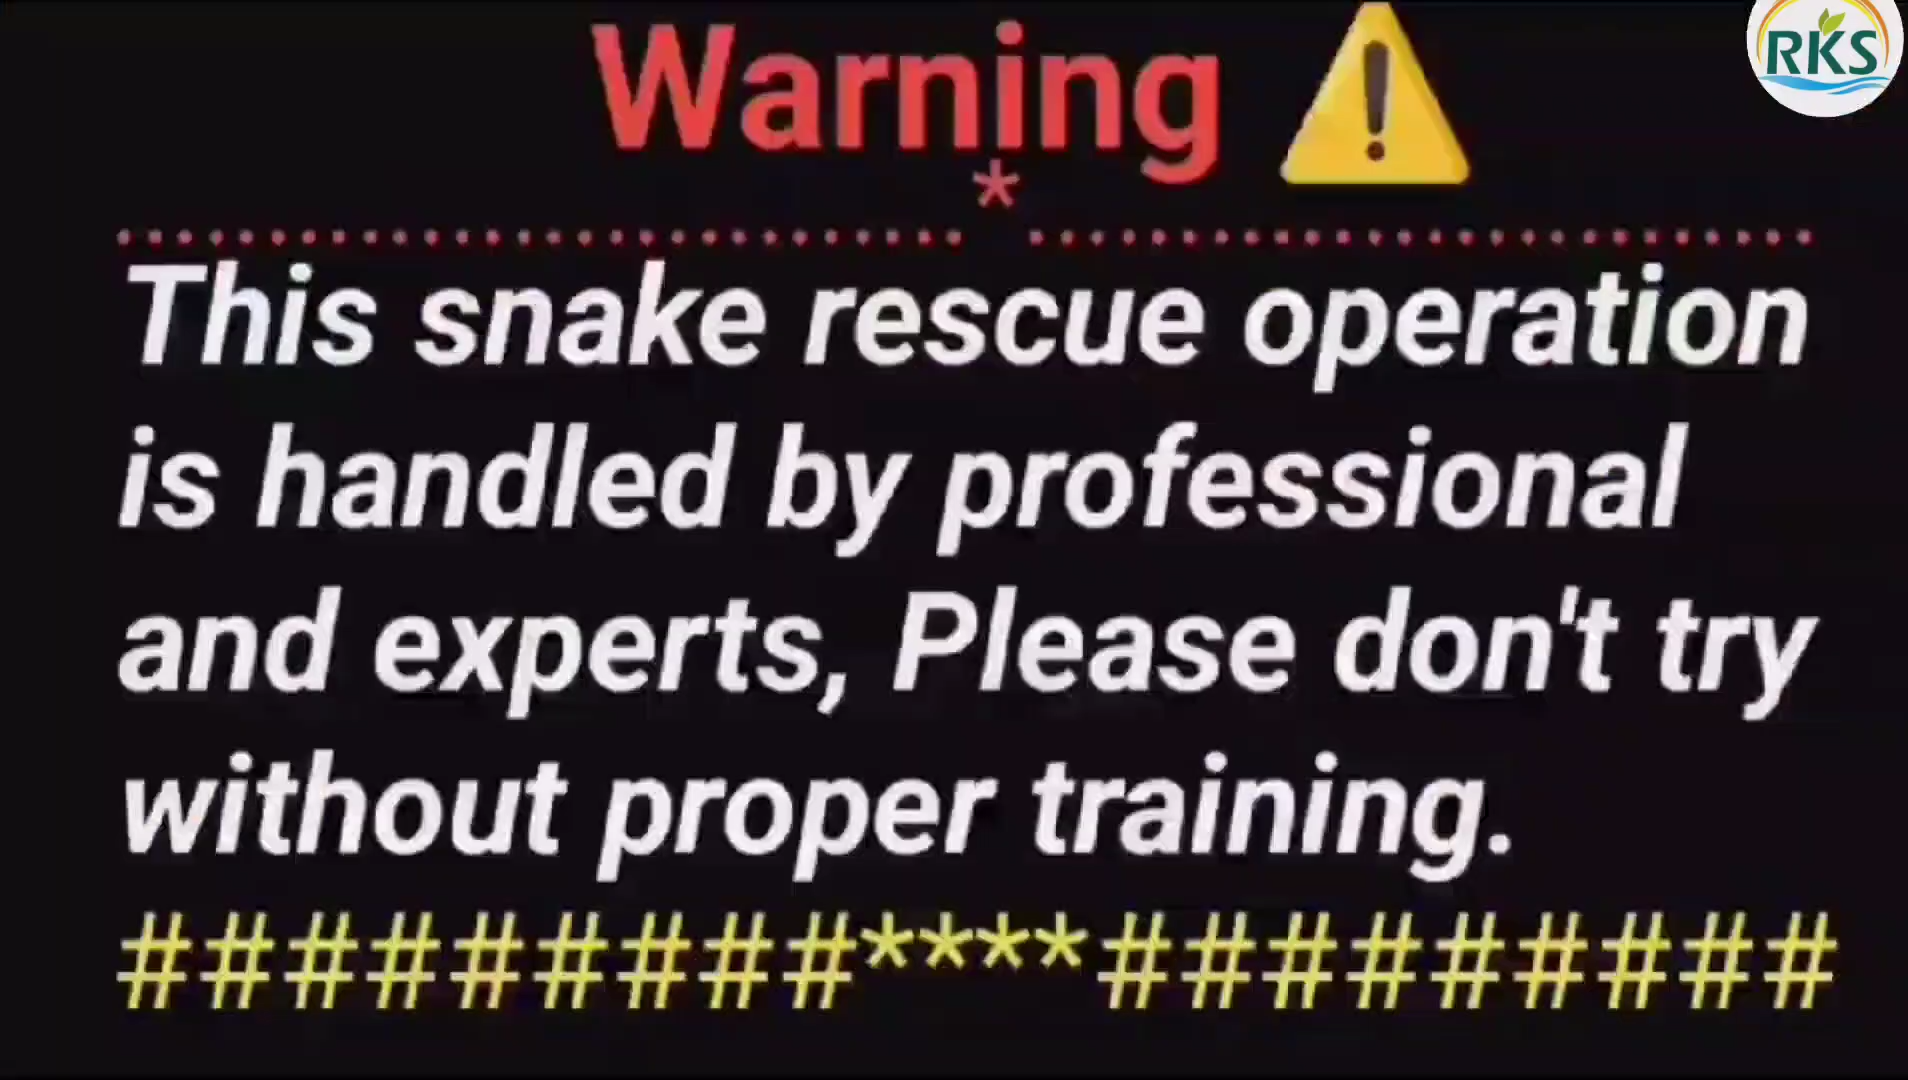 Warning ⚠️
RKS
*
This snake rescue operation
is handled by professional
and experts, Please don't try
without proper training.
#########****#########